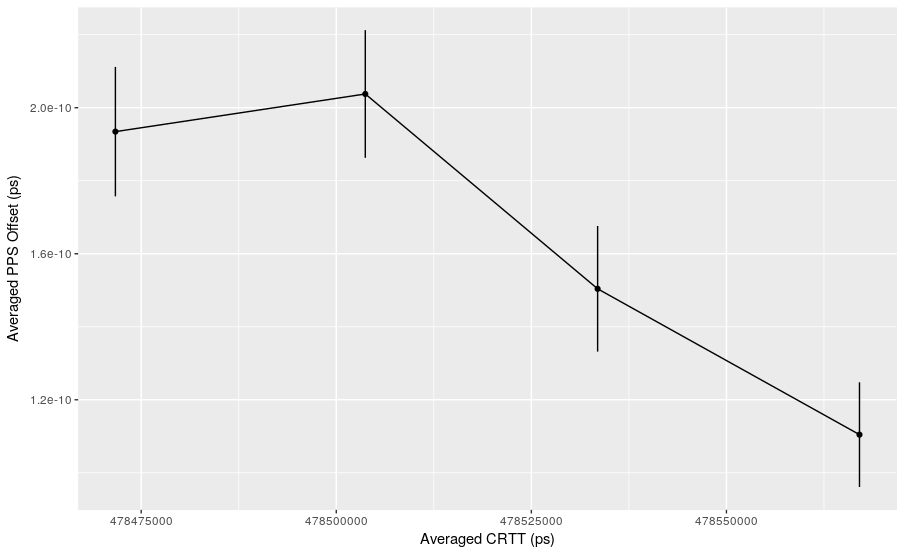 Averaged PPS Offset (ps)
2.0e-10
1.6e-10
1.2e-10
478475000 478500000 478525000 478550000
Averaged CRTT (ps)